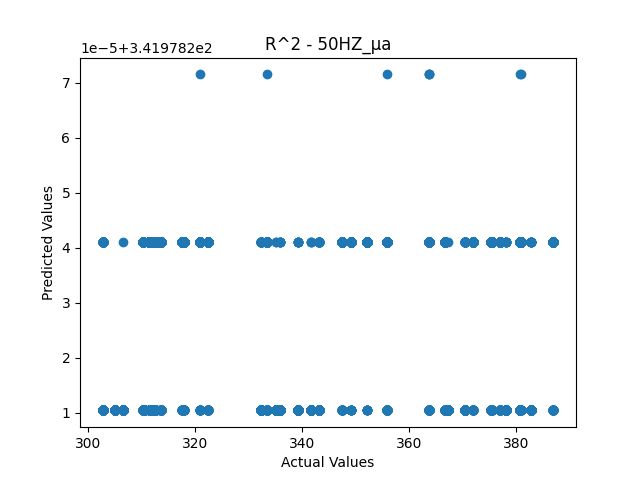 R^2 - 50HZ_µa
1e-5+3.419782e2
7
6
5
4
3
2
1
Predicted Values
300 320 340 360 380
Actual Values